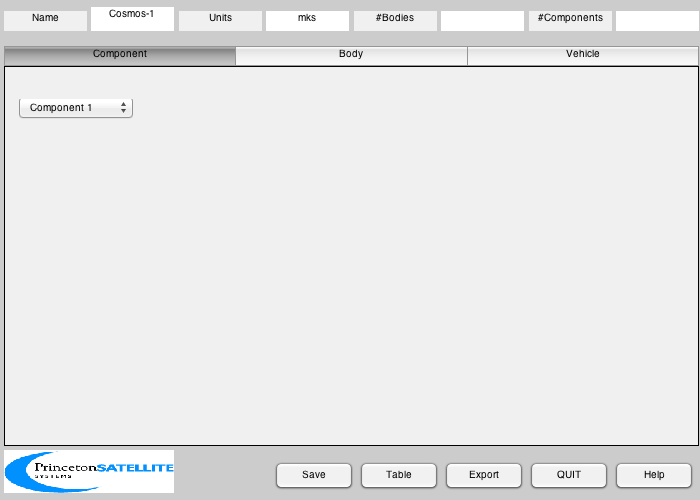 Name Cosmos-1 Units mks #Bodies #Components
Component Body Vehicle
Component 1
PrincetonSATELLITE
SYSTEMS
Save Table Export QUIT Help